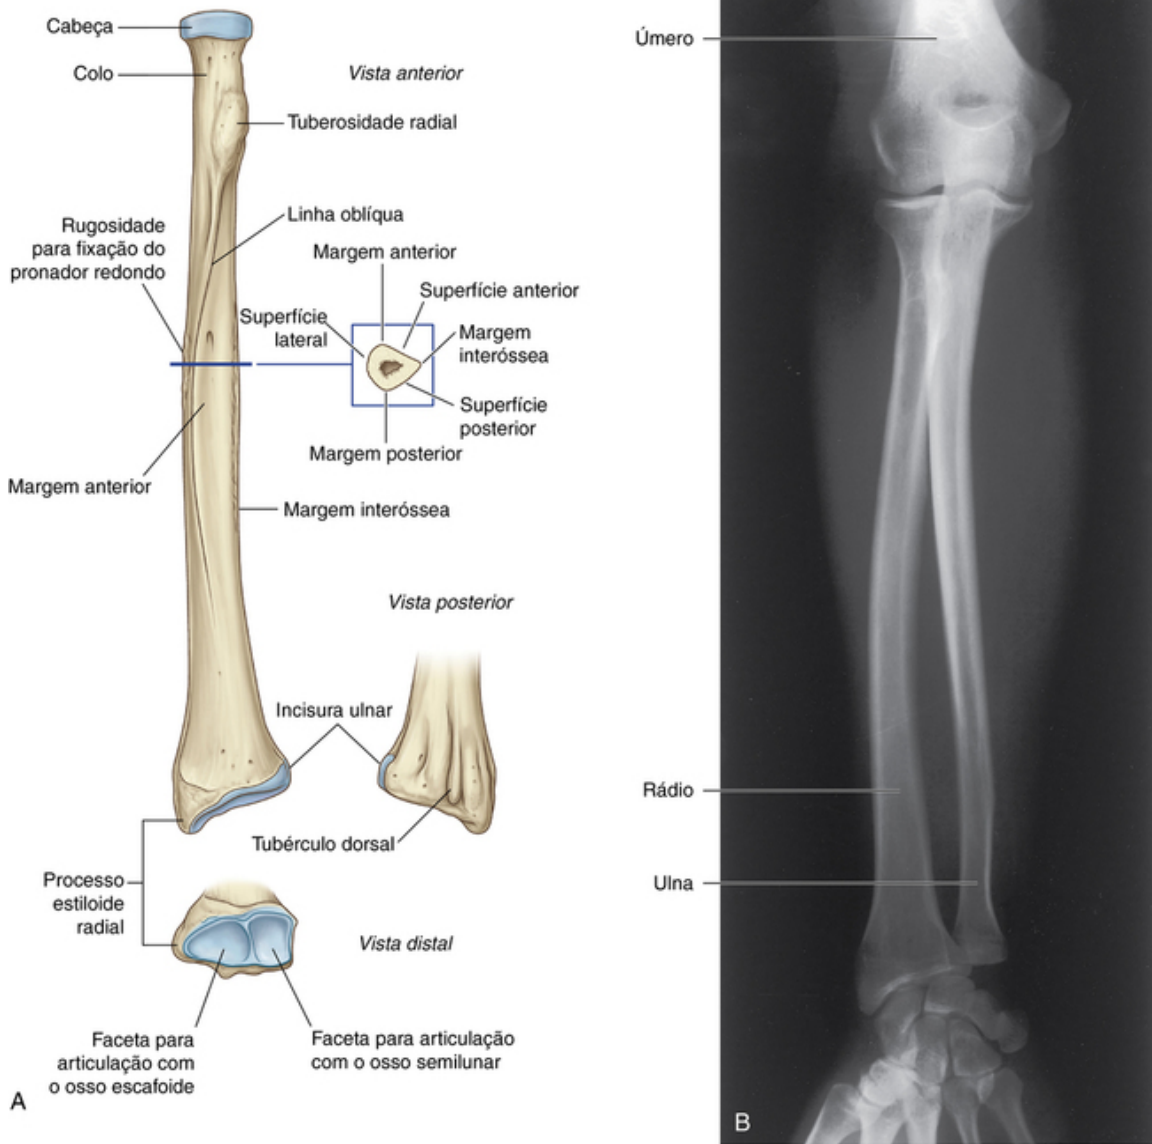 Cabeça
Colo
Vista anterior
Tuberosidade radial
Rugosidade
para fixação do
pronador redondo
Linha oblíqua
Margem anterior
Superfície anterior
Superfície
lateral
Margem
interóssea
Superfície
posterior
Margem posterior
Margem anterior
Margem interóssea
Vista posterior
Incisura ulnar
Tubérculo dorsal
Processo
estiloide
radial
Vista distal
Faceta para
articulação com
o osso escafoide
Faceta para articulação
com o osso semilunar
A
Úmero
Rádio
Ulna
B